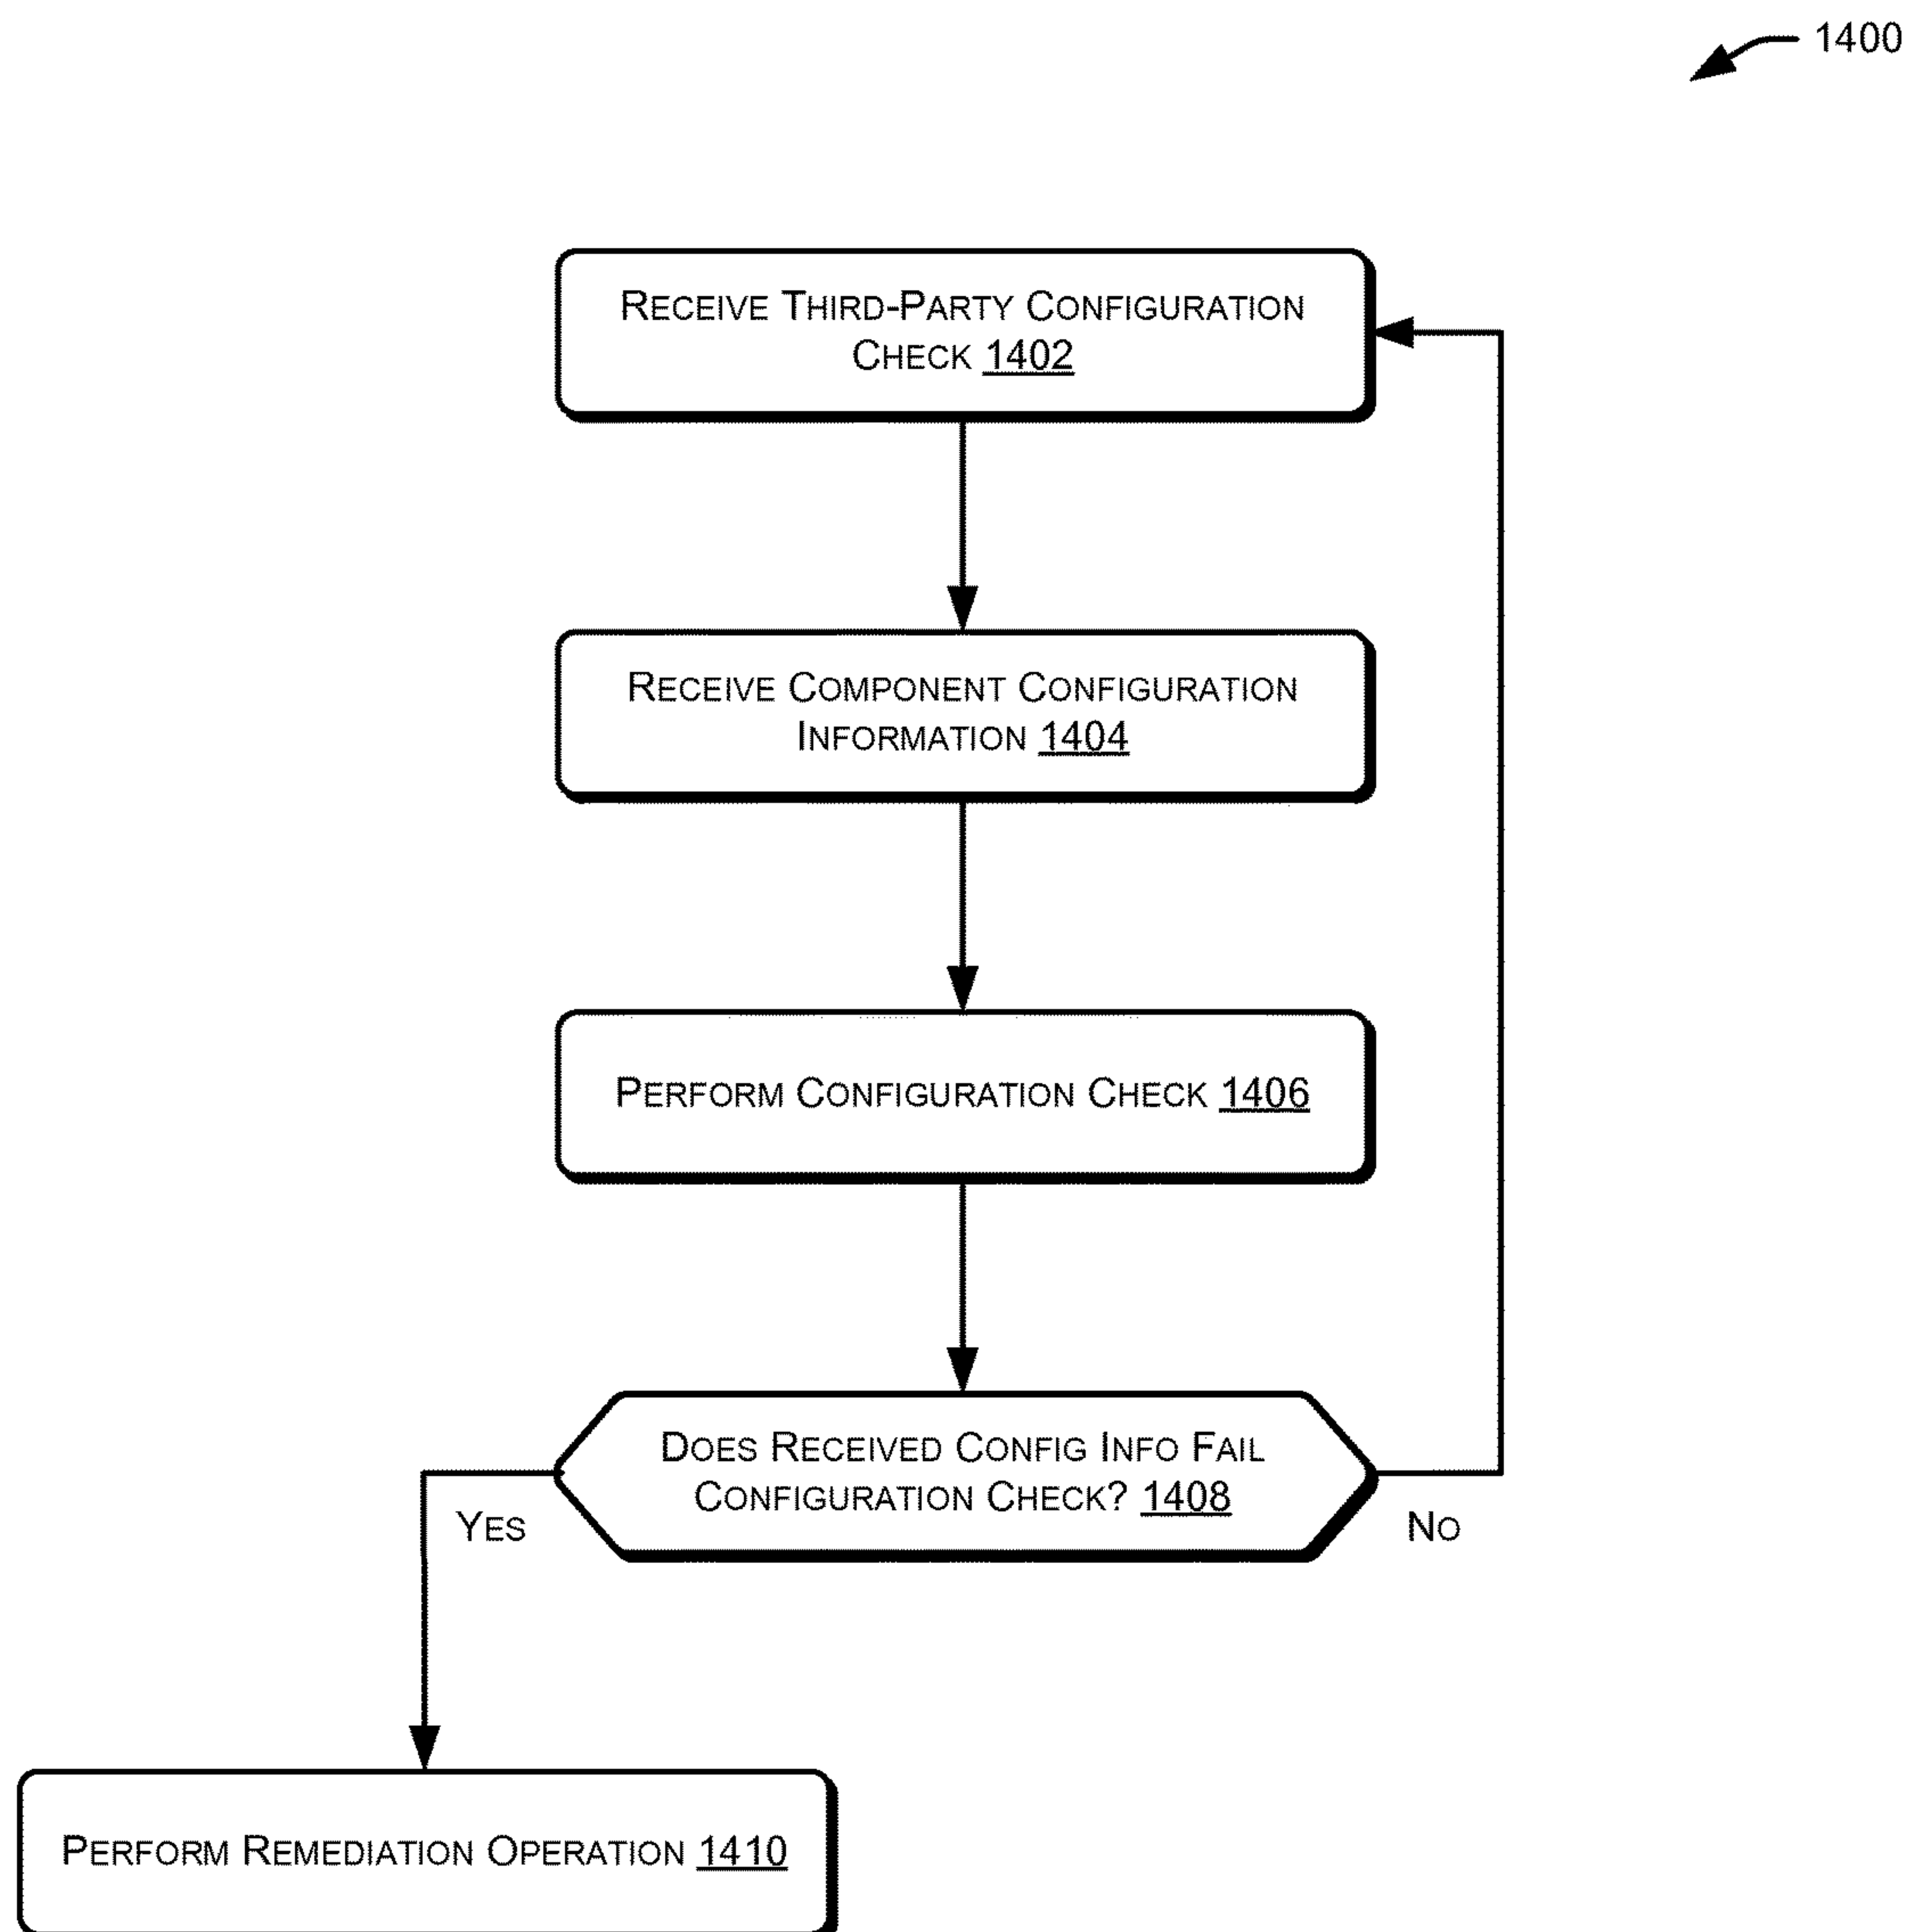 1400
RECEIVE THIRD-PARTY CONFIGURATION
CHECK 1402
RECEIVE COMPONENT CONFIGURATION
INFORMATION 1404
PERFORM CONFIGURATION CHECK 1406
DOES RECEIVED CONFIG INFO FAIL
CONFIGURATION CHECK? 1408
YES
NO
PERFORM REMEDIATION OPERATION 1410